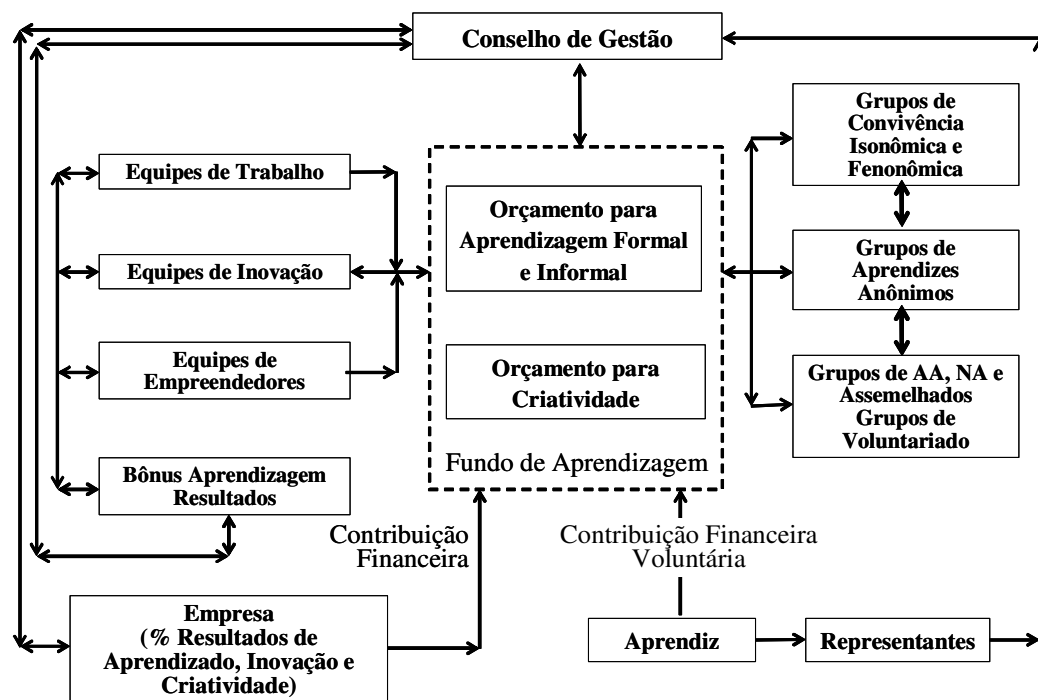 Conselho de Gestão
Equipes de Trabalho
Equipes de Inovação
Equipes de
Empreendedores
Bônus Aprendizagem
Resultados
Orçamento para
Aprendizagem Formal
e Informal
Orçamento para
Criatividade
Fundo de Aprendizagem
Grupos de
Convivência
Isonômica e
Fenonômica
Grupos de
Aprendizes
Anônimos
Grupos de AA, NA e
Assemelhados
Grupos de
Voluntariado
Contribuição
Financeira
Contribuição Financeira
Voluntária
Empresa
(% Resultados de
Aprendizado, Inovação e
Criatividade)
Aprendiz
Representantes